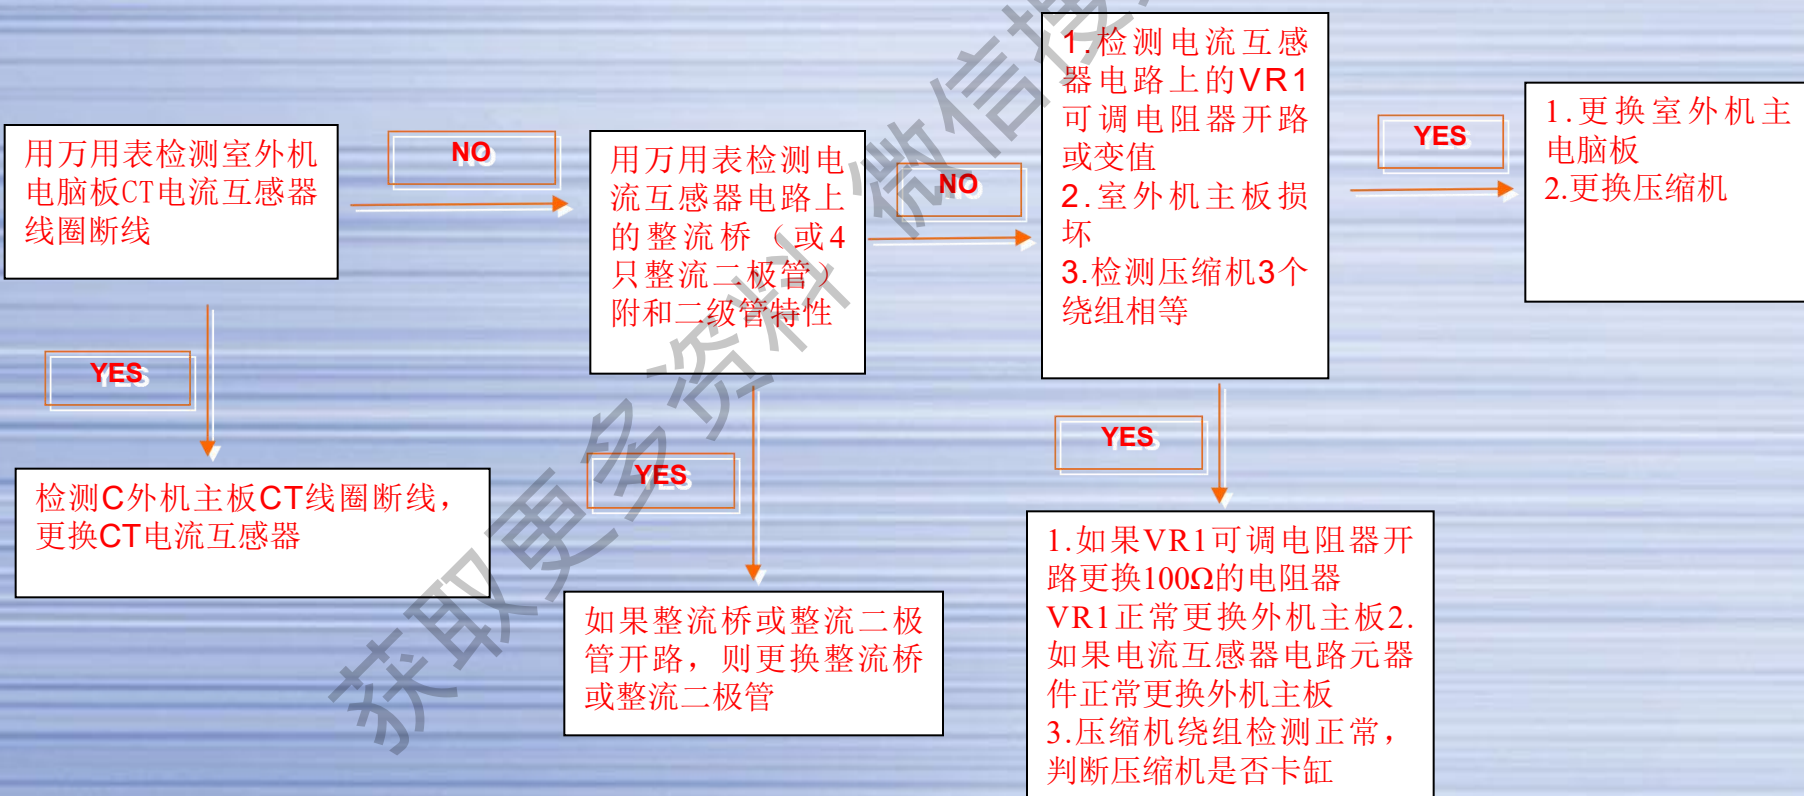 用万用表检测室外机
电脑板CT电流互感器
线圈断线
NO
用万用表检测电
流互感器电路上
的整流桥（或4
只整流二极管）
附和二级管特性
NO
1.检测电流互感
器电路上的VR1
可调电阻器开路
或变值
2.室外机主板损
坏
3.检测压缩机3个
绕组相等
YES
1.更换室外机主
电脑板
2.更换压缩机
YES
检测C外机主板CT线圈断线，
更换CT电流互感器
YES
如果整流桥或整流二极
管开路，则更换整流桥
或整流二极管
YES
1.如果VR1可调电阻器开
路更换100Ω的电阻器
VR1正常更换外机主板2.
如果电流互感器电路元器
件正常更换外机主板
3.压缩机绕组检测正常，
判断压缩机是否卡缸
获取更多资料 微信搜